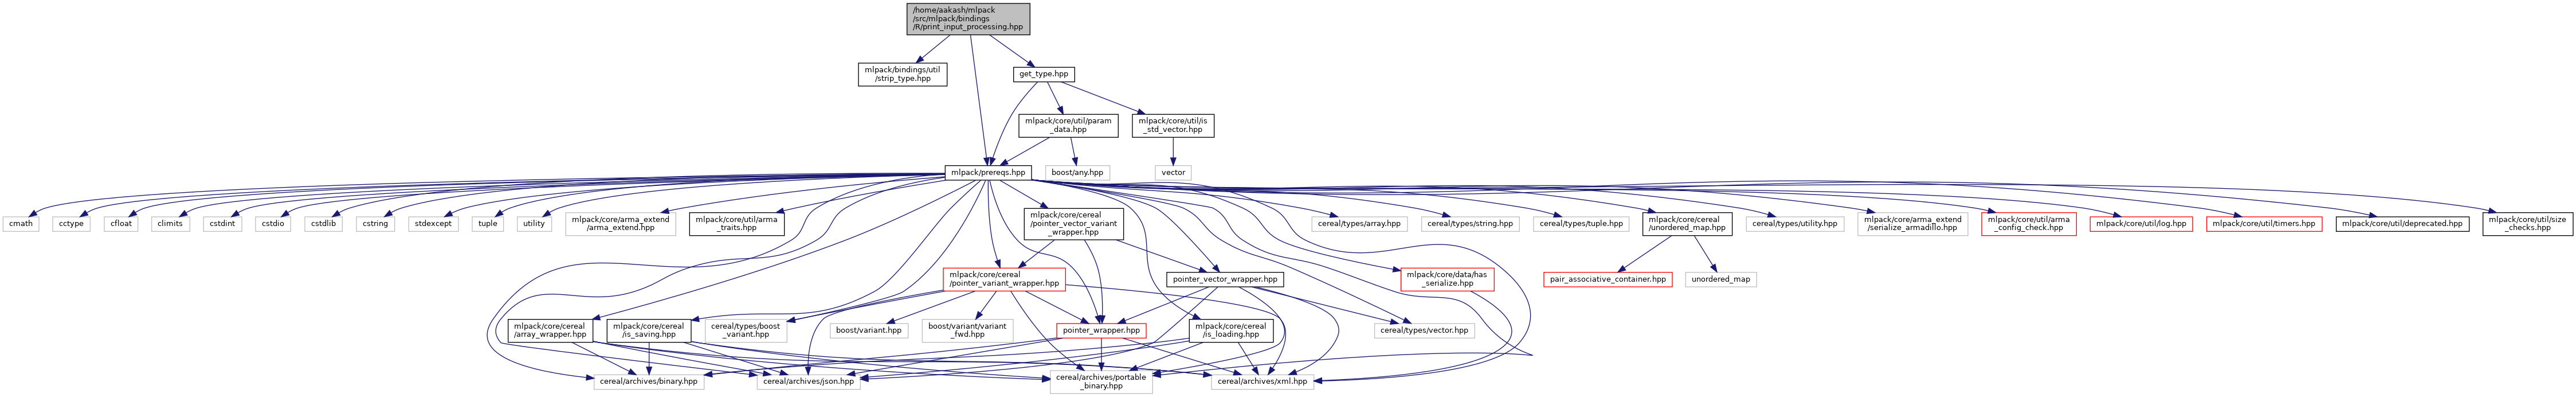 /home/aakash/mlpack
/src/mlpack/bindings
/R/print_input_processing.hpp
mlpack/bindings/util
/strip_type.hpp
get_type.hpp
mlpack/core/util/param
_data.hpp
mlpack/core/util/is
_std_vector.hpp
mlpack/prereqs.hpp
boost/any.hpp
vector
cmath
cctype
cfloat
climits
cstdint
cstdio
cstdlib
cstring
stdexcept
tuple
utility
mlpack/core/arma_extend
/arma_extend.hpp
mlpack/core/util/arma
_traits.hpp
mlpack/core/cereal
/pointer_vector_variant
_wrapper.hpp
cereal/types/array.hpp
cereal/types/string.hpp
cereal/types/tuple.hpp
mlpack/core/cereal
/unordered_map.hpp
cereal/types/utility.hpp
mlpack/core/arma_extend
/serialize_armadillo.hpp
mlpack/core/util/arma
_config_check.hpp
mlpack/core/util/log.hpp
mlpack/core/util/timers.hpp
mlpack/core/util/deprecated.hpp
mlpack/core/util/size
_checks.hpp
mlpack/core/cereal
/pointer_variant_wrapper.hpp
pointer_vector_wrapper.hpp
mlpack/core/data/has
_serialize.hpp
pair_associative_container.hpp
unordered_map
mlpack/core/cereal
/array_wrapper.hpp
mlpack/core/cereal
/is_saving.hpp
cereal/types/boost
_variant.hpp
boost/variant.hpp
boost/variant/variant
_fwd.hpp
pointer_wrapper.hpp
mlpack/core/cereal
/is_loading.hpp
cereal/types/vector.hpp
cereal/archives/binary.hpp
cereal/archives/json.hpp
cereal/archives/portable
_binary.hpp
cereal/archives/xml.hpp